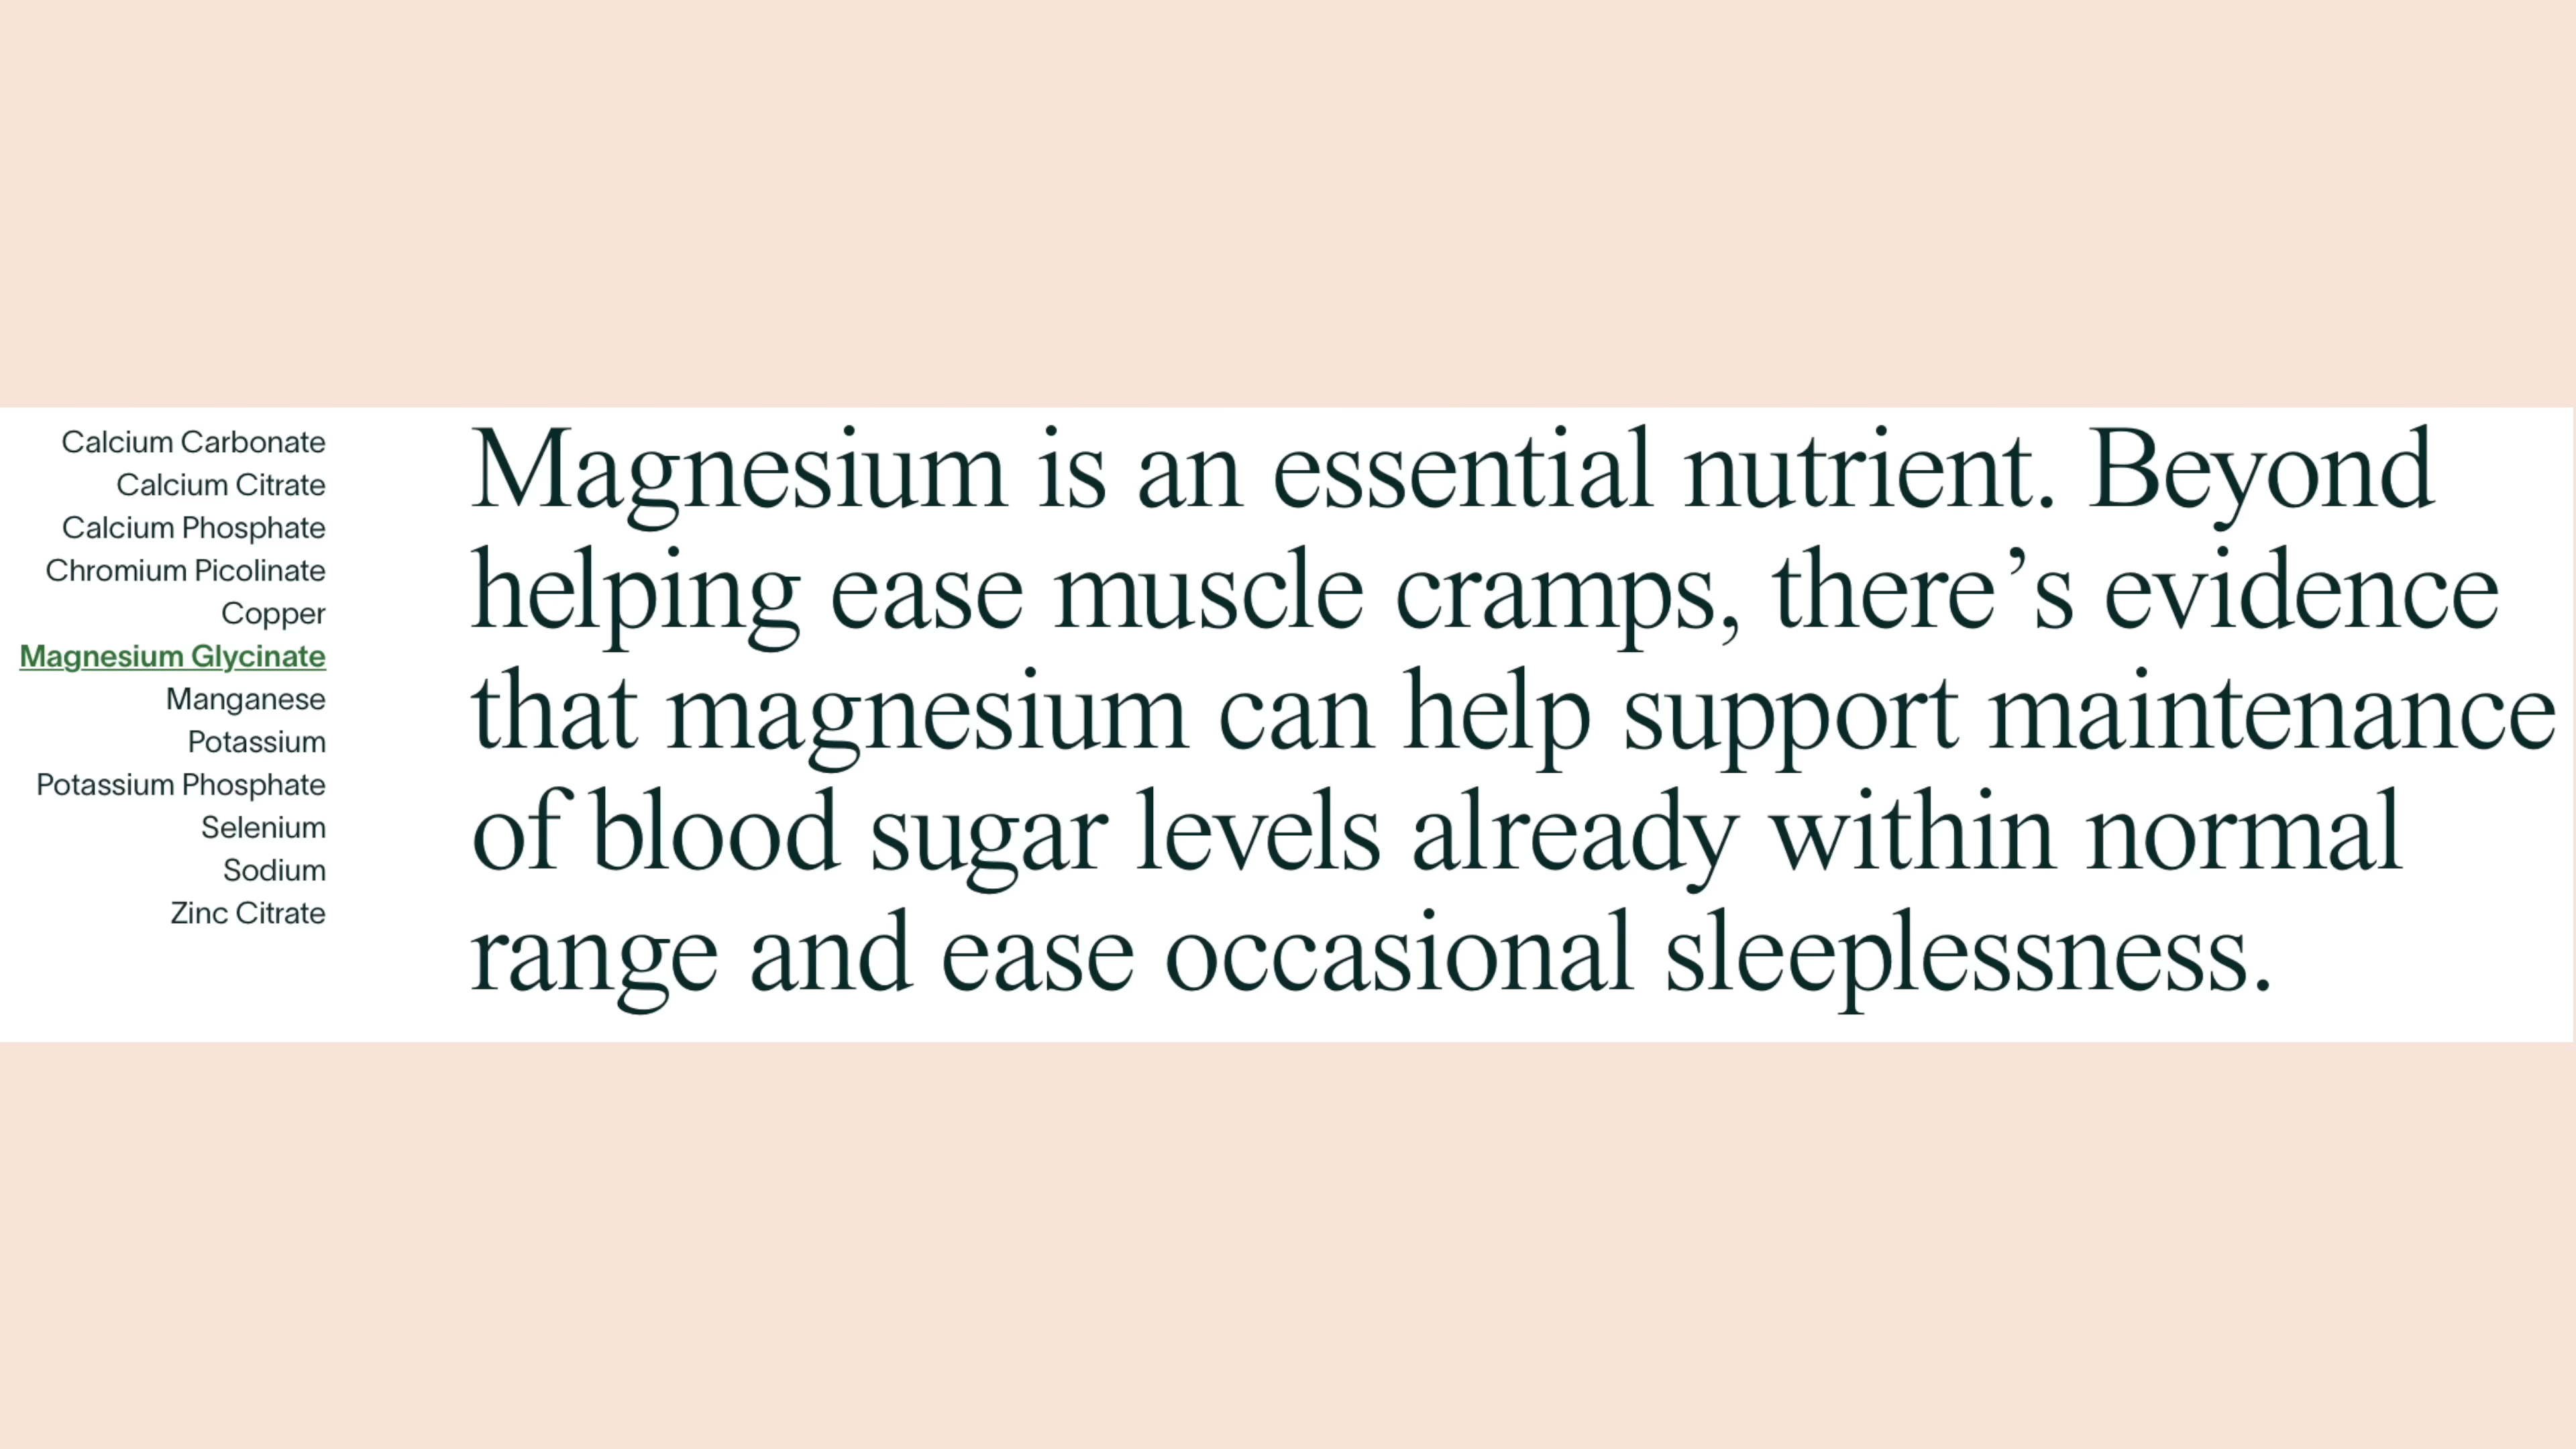 Calcium Carbonate
Calcium Citrate
Calcium Phosphate
Chromium Picolinate
Copper
Magnesium Glycinate
Manganese
Potassium
Potassium Phosphate
Selenium
Sodium
Zinc Citrate
Magnesium is an essential nutrient. Beyond
helping ease muscle cramps, there’s evidence
that magnesium can help support maintenance
of blood sugar levels already within normal
range and ease occasional sleeplessness.